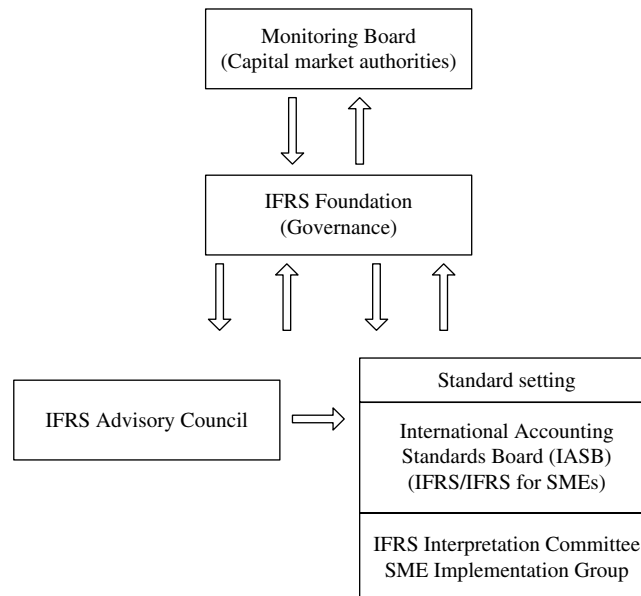 Monitoring Board
(Capital market authorities)
IFRS Foundation
(Governance)
IFRS Advisory Council
Standard setting
International Accounting
Standards Board (IASB)
(IFRS/IFRS for SMEs)
IFRS Interpretation Committee
SME Implementation Group